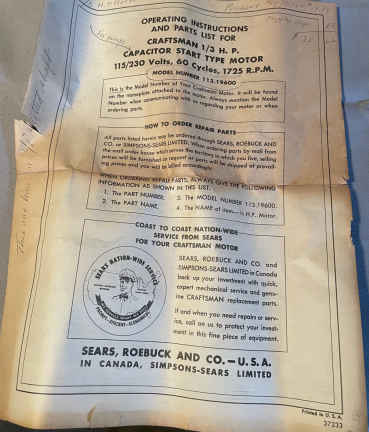 OPERATING INSTRUCTIONS
AND PARTS LIST FOR
CRAFTSMAN 1/3 H. P.
CAPACITOR START TYPE MOTOR
115/230 Volts, 60 Cycles, 1725 R.P.M.
MODEL NUMBER 113.19600
This is the Model Number of Your Craftsman Motor. It will be found
on the nameplate attached to the motor. Always mention the Model
Number when communicating with us regarding your motor or when
ordering parts.
HOW TO ORDER REPAIR PARTS
All parts listed herein may be ordered through SEARS, ROEBUCK AND
CO. or SIMPSONS-SEARS LIMITED. When ordering parts by mail from
the mail order house which serves the territory in which you live, selling
prices will be furnished on request or parts will be shipped at prevail-
ing prices and you will be billed accordingly.
WHEN ORDERING REPAIR PARTS, ALWAYS GIVE THE FOLLOWING
INFORMATION AS SHOWN IN THIS LIST:
1. The PART NUMBER. 3. The MODEL NUMBER 113.19600.
2. The PART NAME. 4. The NAME of item—⅓ H.P. Motor.
COAST TO COAST NATION-WIDE
SERVICE FROM SEARS
FOR YOUR CRAFTSMAN MOTOR
SEARS NATION-WIDE SERVICE
PROMPT—EFFICIENT—
SEARS, ROEBUCK AND CO. and
SIMPSONS-SEARS LIMITED in Canada
back up your investment with quick,
expert mechanical service and genu-
ine CRAFTSMAN replacement parts.
If and when you need repairs or serv-
ice, call on us to protect your invest-
ment in this fine piece of equipment.
SEARS, ROEBUCK AND CO. — U. S. A.
IN CANADA, SIMPSONS-SEARS LIMITED
Printed in U. S. A.
37233